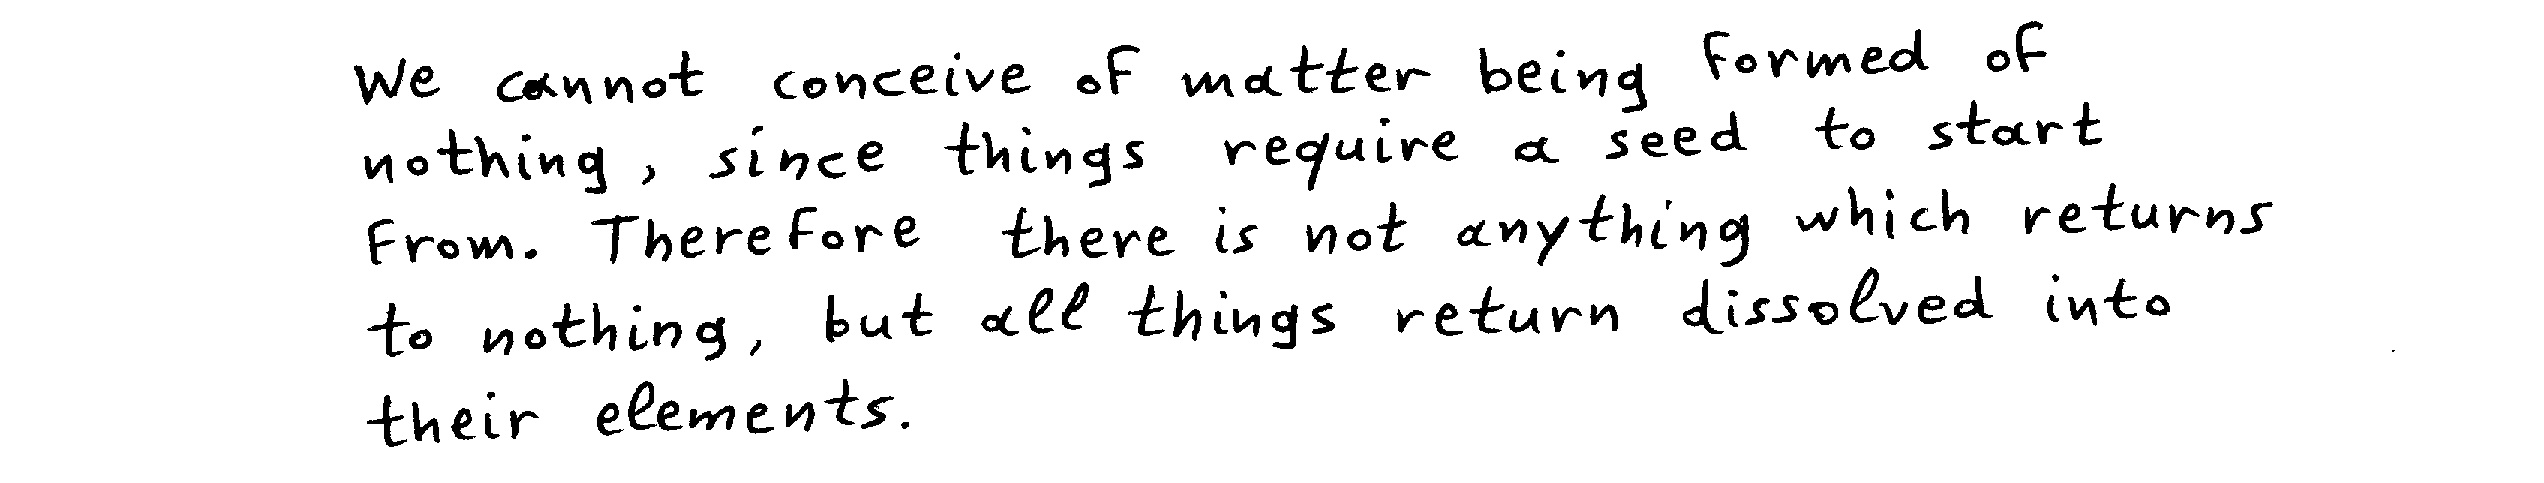 We cannot conceive of matter being formed of
nothing, since things require a seed to start
from. Therefore there is not anything which returns
to nothing, but all things return dissolved into
their elements.